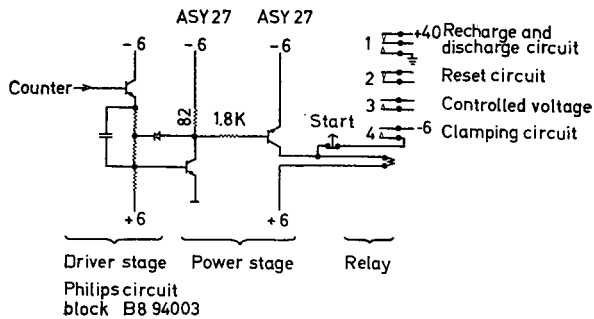 ASY 27 ASY 27
-6 -6 -6
Counter
82
1.8K
Start
1 +40 Recharge and
discharge circuit
2 Reset circuit
3 Controlled voltage
4 -6 Clamping circuit
+6 +6
Driver stage Power stage Relay
Philips circuit
block B8 94003